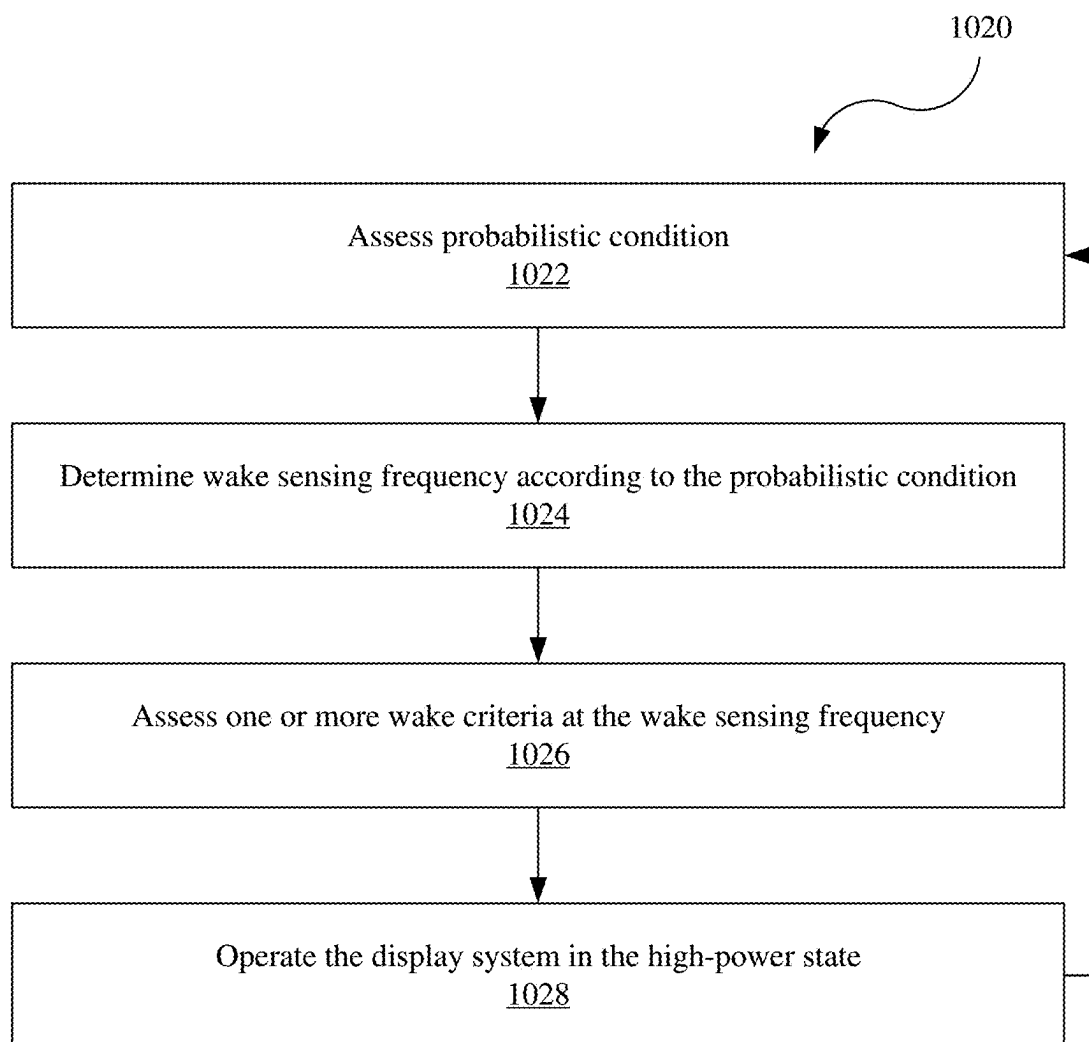 1020
Assess probabilistic condition
1022
Determine wake sensing frequency according to the probabilistic condition
1024
Assess one or more wake criteria at the wake sensing frequency
1026
Operate the display system in the high-power state
1028